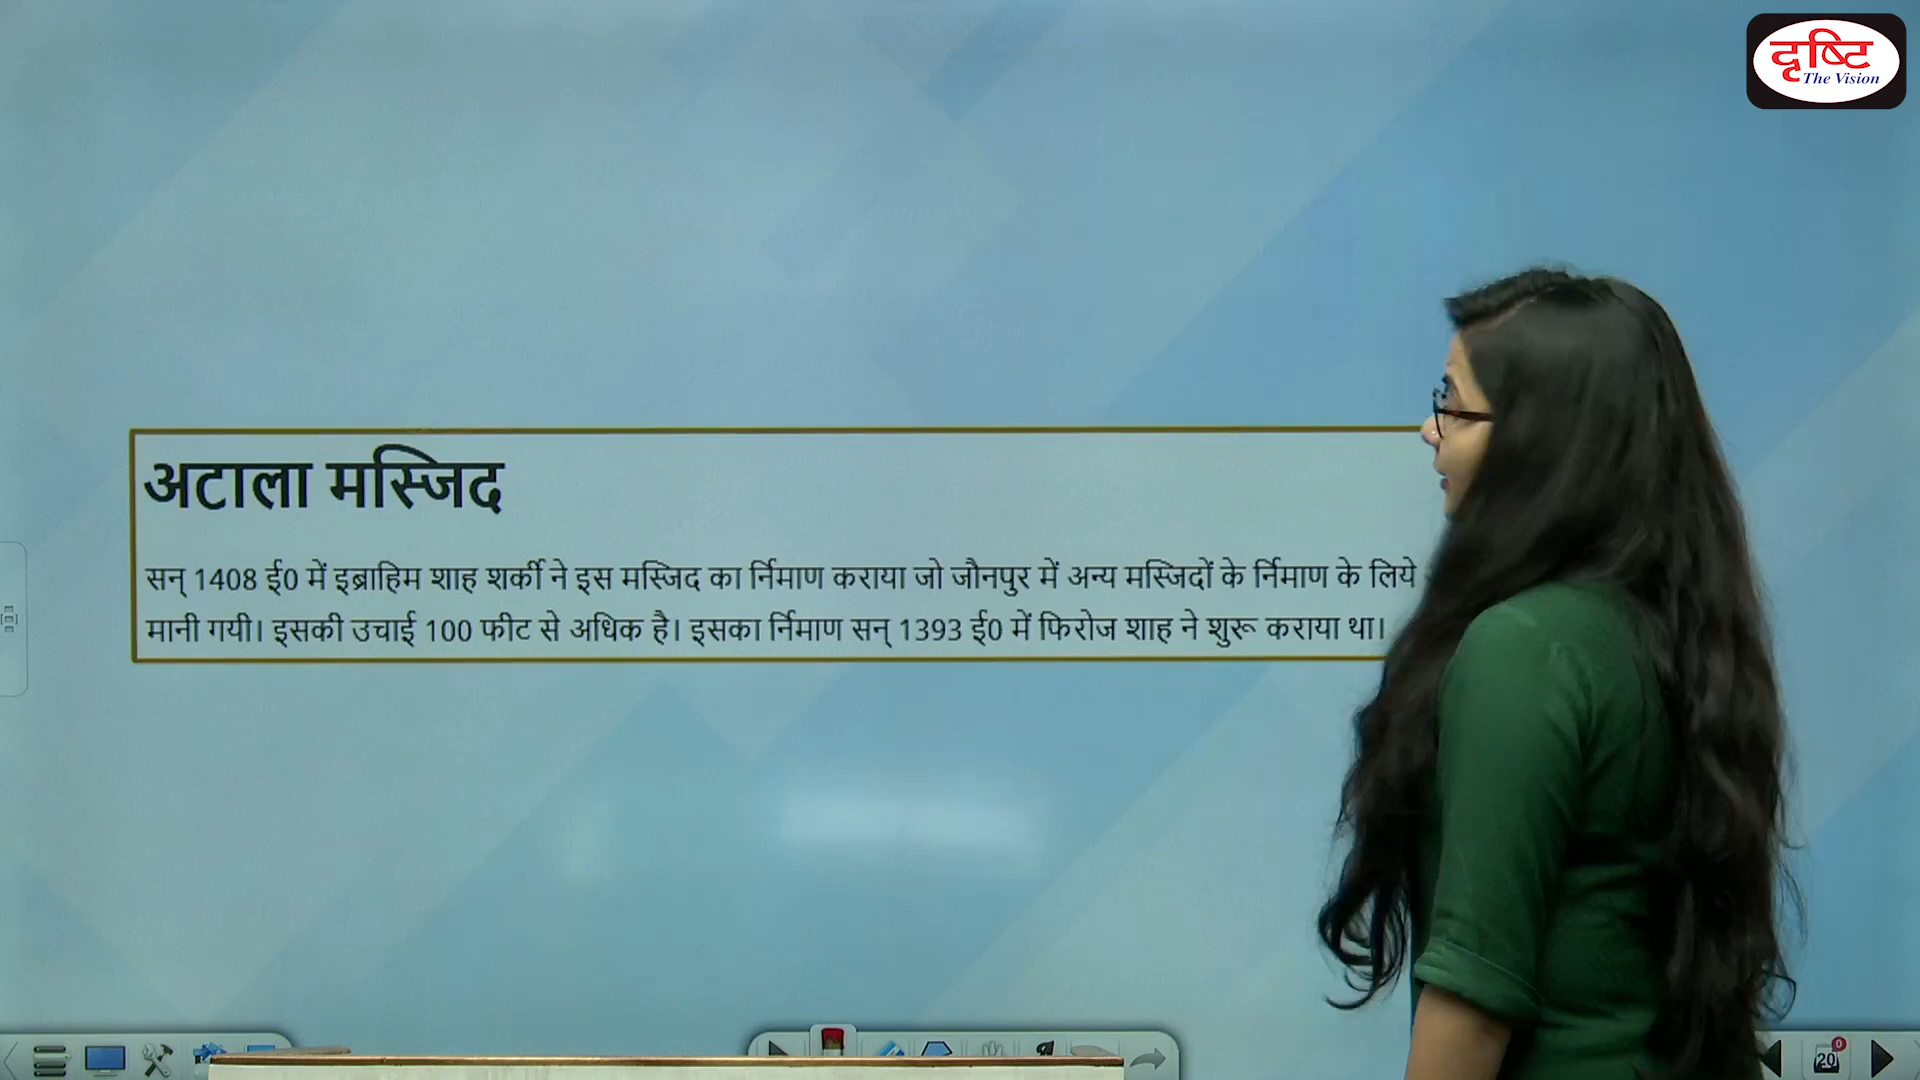 दृष्टि
The Vision
अटाला मस्जिद
सन् 1408 ई0 में इब्राहिम शाह शर्की ने इस मस्जिद का र्निमाण कराया जो जौनपुर में अन्य मस्जिदों के र्निमाण के लिये
मानी गयी। इसकी उचाई 100 फीट से अधिक है। इसका र्निमाण सन् 1393 ई0 में फिरोज शाह ने शुरू कराया था।
0
20